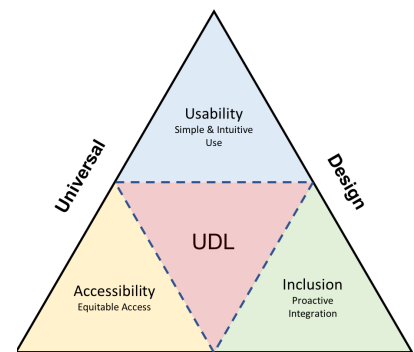 Usability
Simple & Intuitive
Use
Universal
Design
UDL
Accessibility
Equitable Access
Inclusion
Proactive
Integration